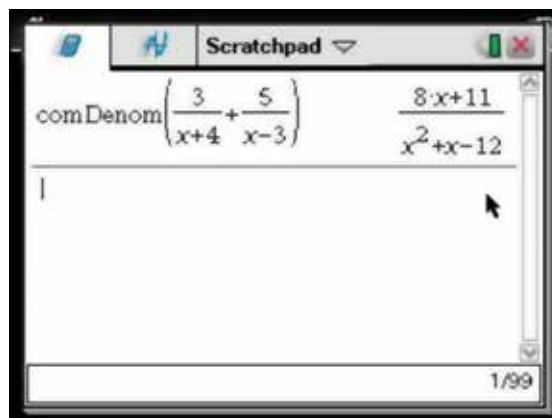 Scratchpad
comDenom(3/(x+4)+5/(x-3)) (8·x+11)/(x²+x-12)
1/99